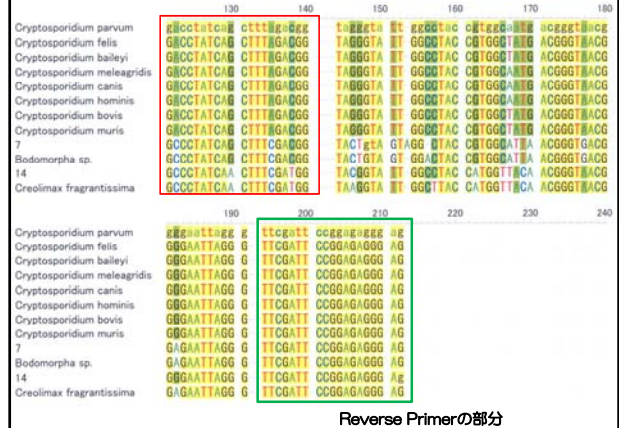 130 140 150 160 170 180
Cryptosporidium parvum gacctatcag ctttagacgg tagggta tt ggcctac cgtggcaatg acgggtaacg
Cryptosporidium felis GACCTATCAG CTTTAGACGG TAGGGTA TT GGCCTAC CGTGGCTATG ACGGGTAACG
Cryptosporidium baileyi GACCTATCAG CTTTAGACGG TAGGGTA TT GGCCTAC CGTGGCTATG ACGGGTAACG
Cryptosporidium meleagridis GACCTATCAG CTTTAGACGG TAGGGTA TT GGCCTAC CGTGGCAATG ACGGGTAACG
Cryptosporidium canis GACCTATCAG CTTTAGACGG TAGGGTA TT GGCCTAC CGTGGCAATG ACGGGTAACG
Cryptosporidium hominis GACCTATCAG CTTTAGACGG TAGGGTA TT GGCCTAC CGTGGCAATG ACGGGTAACG
Cryptosporidium bovis GACCTATCAG CTTTAGACGG TAGGGTA TT GGCCTAC CGTGGCTATG ACGGGTAACG
Cryptosporidium muris GACCTATCAG CTTTAGACGG TAGGGTA TT GGCCTAC CGTGGCAATG ACGGGTAACG
7 GCCCTATCAG CTTTCGACGG TACTgtA GTAGG YCTAC CGTGGCATTA ACGGGTGACG
Bodomorpha sp. GCCCTATCAG CTTTCGACGG TACTGTA GT GGACTAC CGTGGCATTA ACGGGTGACG
14 GCCCTATCAA CTTTCGATGG TAAGGTA TT GGCTTAC CATGGTTACA ACGGGTAACG
Creolimax fragrantissima GCCCTATCAA CTTTCGATGG TAAGGTA TT GGCTTAC CATGGTTACA ACGGGTAACG
190 200 210 220 230 240
Cryptosporidium parvum gggaattagg g ttcgatt ccggagaggg ag
Cryptosporidium felis GGGAATTAGG G TTCGATT CCGGAGAGGG AG
Cryptosporidium baileyi GGGAATTAGG G TTCGATT CCGGAGAGGG AG
Cryptosporidium meleagridis GGGAATTAGG G TTCGATT CCGGAGAGGG AG
Cryptosporidium canis GGGAATTAGG G TTCGATT CCGGAGAGGG AG
Cryptosporidium hominis GGGAATTAGG G TTCGATT CCGGAGAGGG AG
Cryptosporidium bovis GGGAATTAGG G TTCGATT CCGGAGAGGG AG
Cryptosporidium muris GGGAATTAGG G TTCGATT CCGGAGAGGG AG
7 GAGAATTAGG G TTCGATT CCGGAGAGGG AG
Bodomorpha sp. GAGAATTAGG G TTCGATT CCGGAGAGGG AG
14 GGGAATTAGG G TTCGATT CCGGAGAGGG Ag
Creolimax fragrantissima GAGAATTAGG G TTCGATT CCGGAGAGGG AG
Reverse Primerの部分